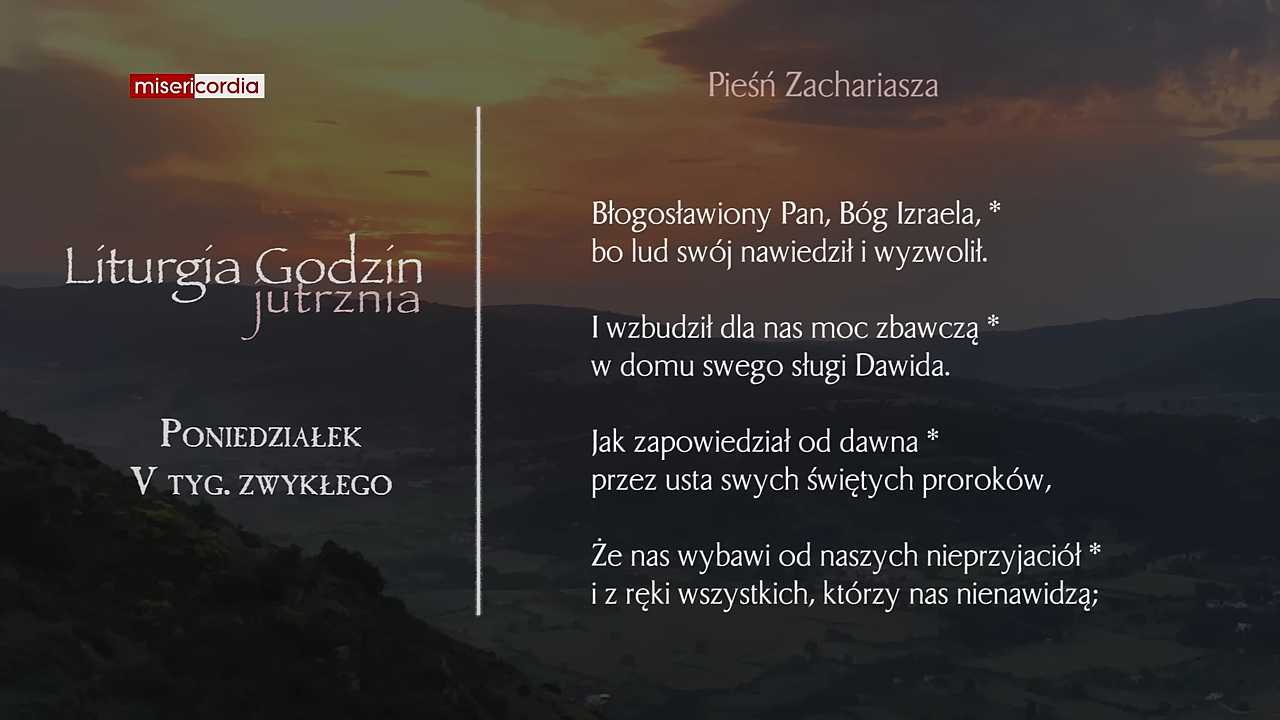 misericordia
Liturgia Godzin
jutrznia
Poniedziałek
V tyg. zwykłego
Pieśń Zachariasza
Błogosławiony Pan, Bóg Izraela, *
bo lud swój nawiedził i wyzwolił.
I wzbudził dla nas moc zbawczą *
w domu swego sługi Dawida.
Jak zapowiedział od dawna *
przez usta swych świętych proroków,
Że nas wybawi od naszych nieprzyjaciół *
i z ręki wszystkich, którzy nas nienawidzą;